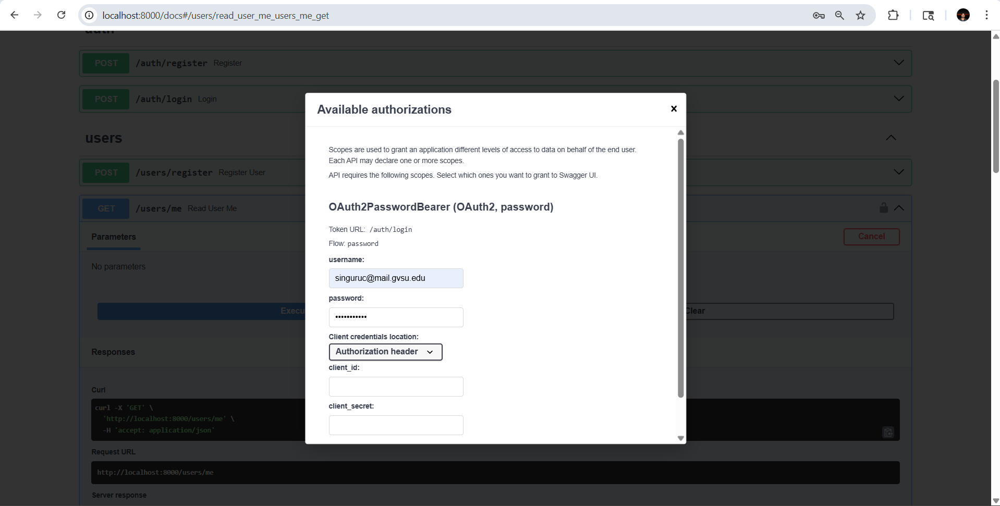 localhost:8000/docs#/users/read_user_me_users_me_get
auth
POST /auth/register Register
POST /auth/login Login
users
POST /users/register Register User
GET /users/me Read User Me
Parameters
Cancel
No parameters
Execu
Clear
Responses
Curl
curl -X 'GET' \
'http://localhost:8000/users/me' \
-H 'accept: application/json'
Request URL
http://localhost:8000/users/me
Server response
Available authorizations
Scopes are used to grant an application different levels of access to data on behalf of the end user.
Each API may declare one or more scopes.
API requires the following scopes. Select which ones you want to grant to Swagger UI.
OAuth2PasswordBearer (OAuth2, password)
Token URL: /auth/login
Flow: password
username:
singuruc@mail.gvsu.edu
password:
•••••••••••
Client credentials location:
Authorization header
client_id:
client_secret: